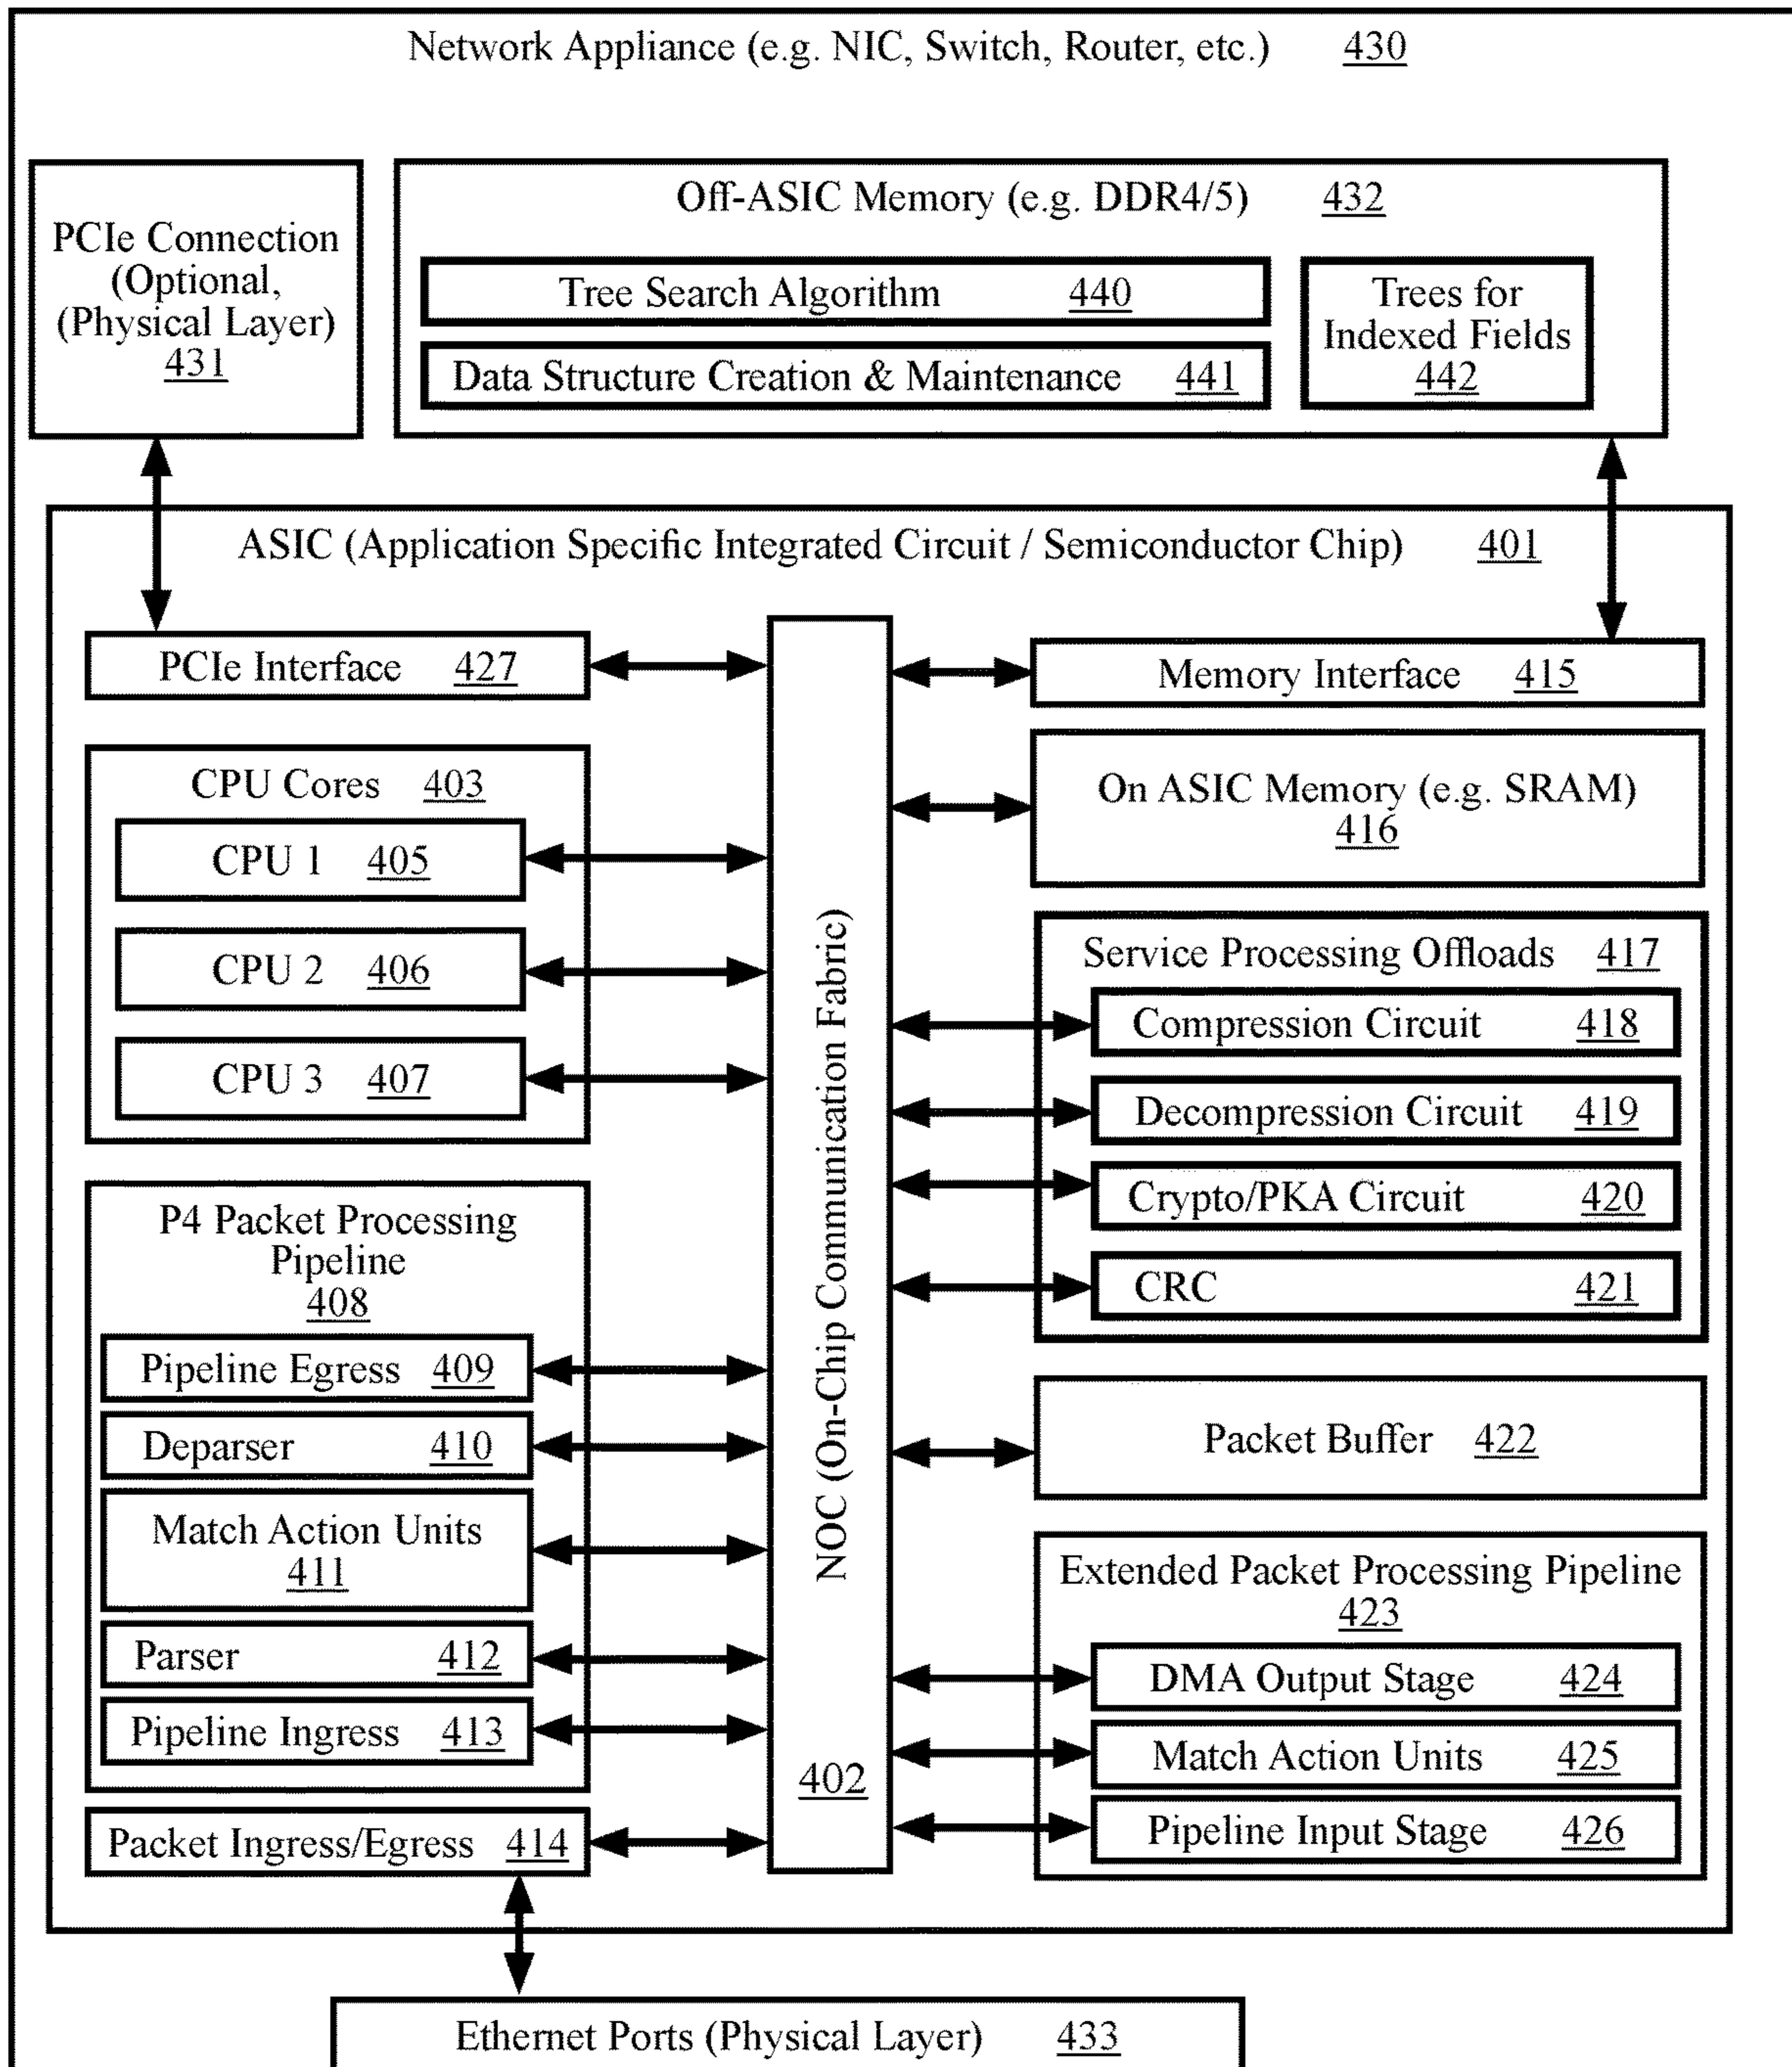 Network Appliance (e.g. NIC, Switch, Router, etc.) 430
PCIe Connection
(Optional,
(Physical Layer)
431
Off-ASIC Memory (e.g. DDR4/5) 432
Tree Search Algorithm 440
Data Structure Creation & Maintenance 441
Trees for
Indexed Fields
442
ASIC (Application Specific Integrated Circuit / Semiconductor Chip) 401
PCIe Interface 427
CPU Cores 403
CPU 1 405
CPU 2 406
CPU 3 407
P4 Packet Processing
Pipeline
408
Pipeline Egress 409
Deparser 410
Match Action Units
411
Parser 412
Pipeline Ingress 413
Packet Ingress/Egress 414
NOC (On-Chip Communication Fabric)
402
Memory Interface 415
On ASIC Memory (e.g. SRAM)
416
Service Processing Offloads 417
Compression Circuit 418
Decompression Circuit 419
Crypto/PKA Circuit 420
CRC 421
Packet Buffer 422
Extended Packet Processing Pipeline
423
DMA Output Stage 424
Match Action Units 425
Pipeline Input Stage 426
Ethernet Ports (Physical Layer) 433